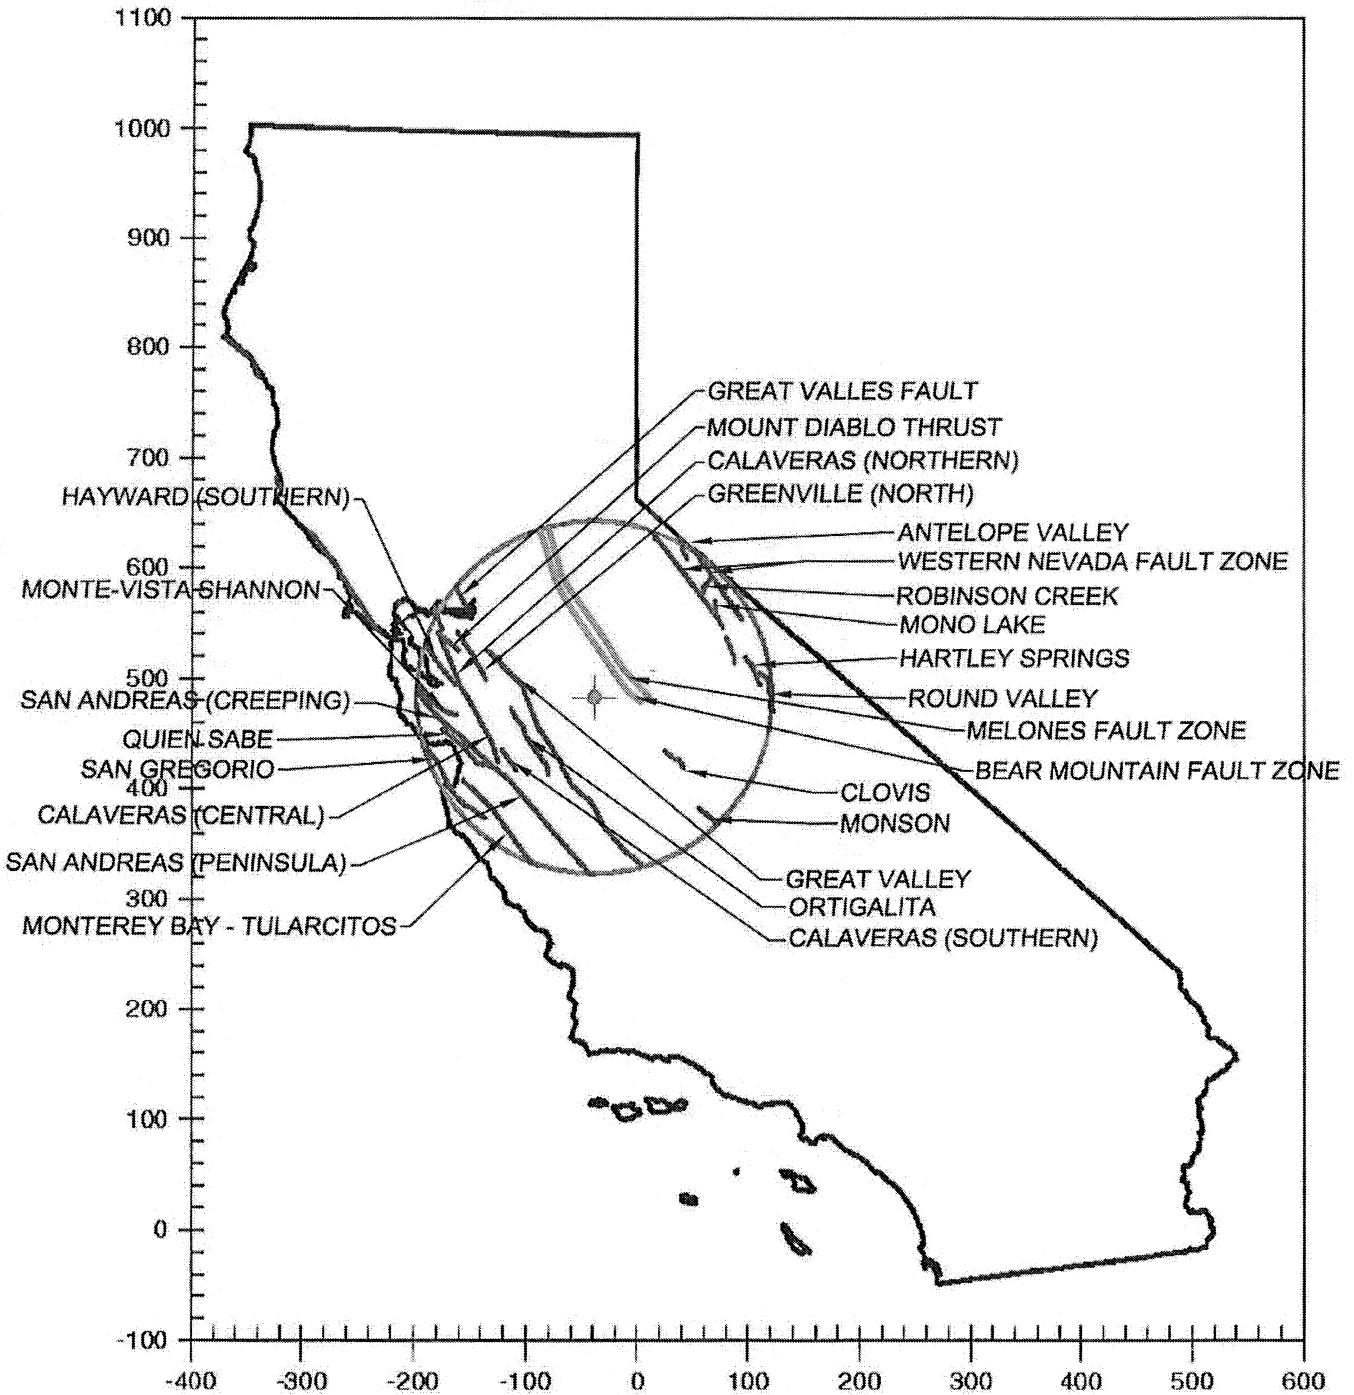 1100
1000
900
800
GREAT VALLES FAULT
MOUNT DIABLO THRUST
700
CALAVERAS (NORTHERN)
HAYWARD (SOUTHERN)
GREENVILLE (NORTH)
ANTELOPE VALLEY
600
WESTERN NEVADA FAULT ZONE
MONTE-VISTA SHANNON
ROBINSON CREEK
MONO LAKE
HARTLEY SPRINGS
500
SAN ANDREAS (CREEPING)
ROUND VALLEY
MELONES FAULT ZONE
QUIEN SABE
SAN GREGORIO
BEAR MOUNTAIN FAULT ZONE
400
CLOVIS
CALAVERAS (CENTRAL)
MONSON
SAN ANDREAS (PENINSULA)
GREAT VALLEY
300
ORTIGALITA
MONTEREY BAY - TULARCITOS
CALAVERAS (SOUTHERN)
200
100
0
-100
-400 -300 -200 -100 0 100 200 300 400 500 600